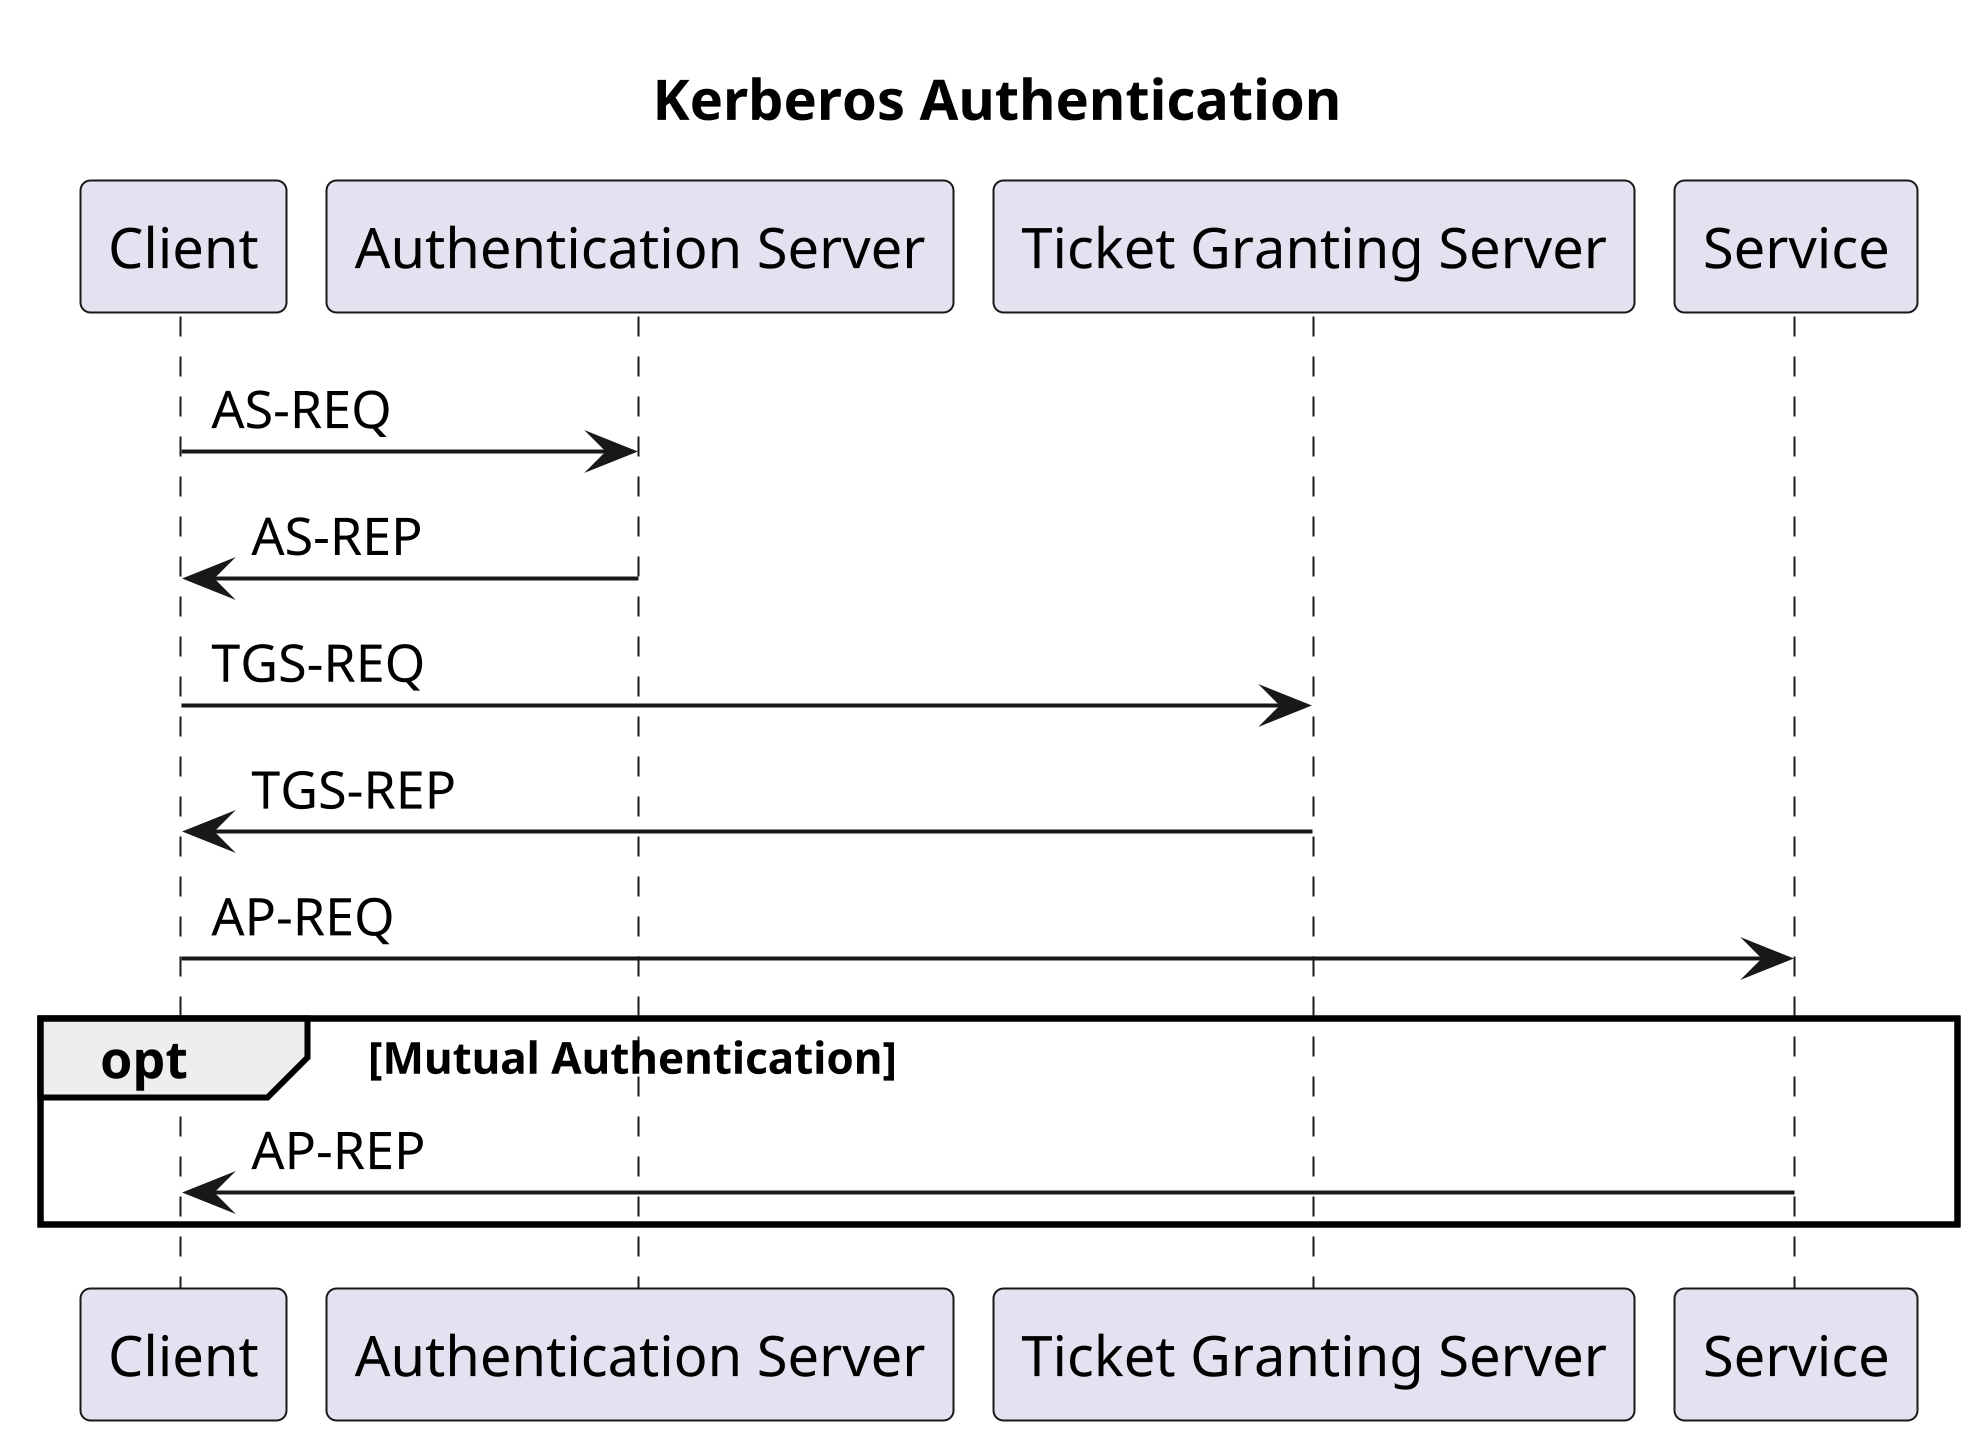 Kerberos Authentication
Client
Authentication Server
Ticket Granting Server
Service
AS-REQ
AS-REP
TGS-REQ
TGS-REP
AP-REQ
opt
[Mutual Authentication]
AP-REP
Client
Authentication Server
Ticket Granting Server
Service